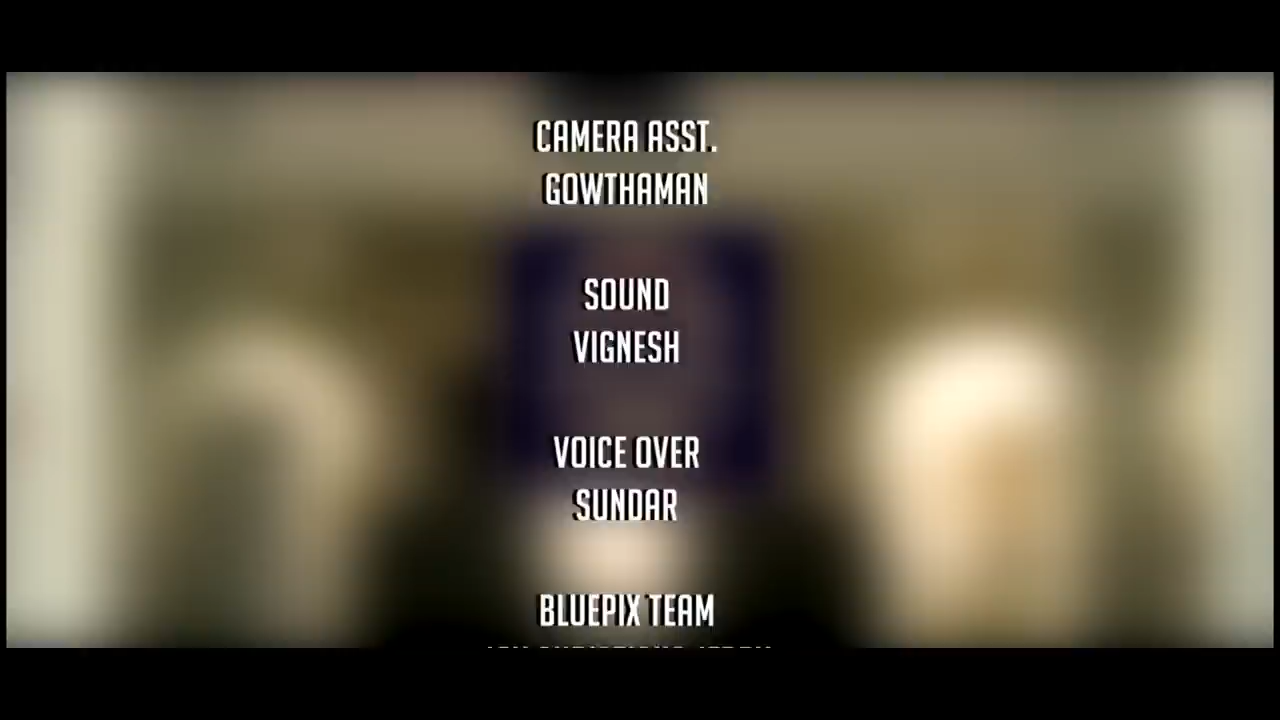 CAMERA ASST.
GOWTHAMAN
SOUND
VIGNESH
VOICE OVER
SUNDAR
BLUEPIX TEAM